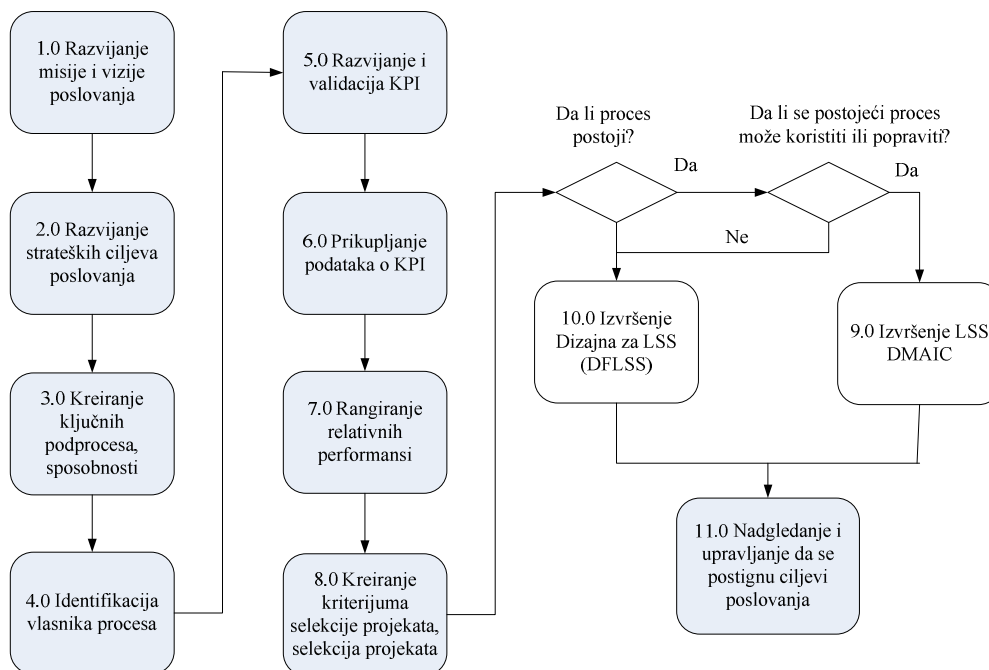 1.0 Razvijanje
misije i vizije
poslovanja
2.0 Razvijanje
strateških ciljeva
poslovanja
3.0 Kreiranje
ključnih
podprocesa,
sposobnosti
4.0 Identifikacija
vlasnika procesa
5.0 Razvijanje i
validacija KPI
6.0 Prikupljanje
podataka o KPI
7.0 Rangiranje
relativnih
performansi
8.0 Kreiranje
kriterijuma
selekcije projekata,
selekcija projekata
Da li proces
postoji?
Da
Da li se postojeći proces
može koristiti ili popraviti?
Da
Ne
10.0 Izvršenje
Dizajna za LSS
(DFLSS)
9.0 Izvršenje LSS
DMAIC
11.0 Nadgledanje i
upravljanje da se
postignu ciljevi
poslovanja